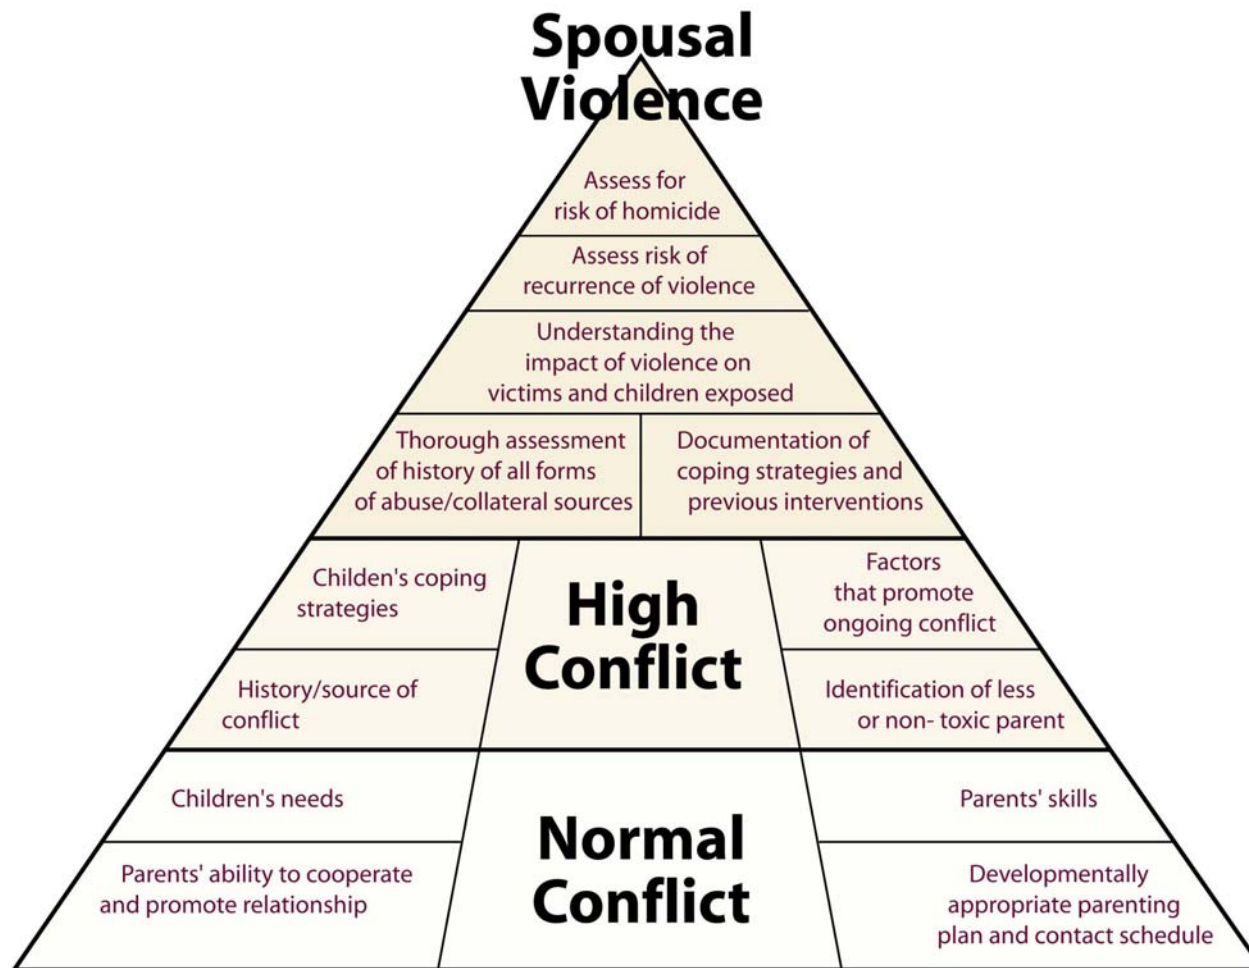 Spousal
Violence
Assess for
risk of homicide
Assess risk of
recurrence of violence
Understanding the
impact of violence on
victims and children exposed
Thorough assessment
of history of all forms
of abuse/collateral sources
Documentation of
coping strategies and
previous interventions
Childen's coping
strategies
High
Conflict
Factors
that promote
ongoing conflict
History/source of
conflict
Identification of less
or non- toxic parent
Children's needs
Normal
Conflict
Parents' skills
Parents' ability to cooperate
and promote relationship
Developmentally
appropriate parenting
plan and contact schedule